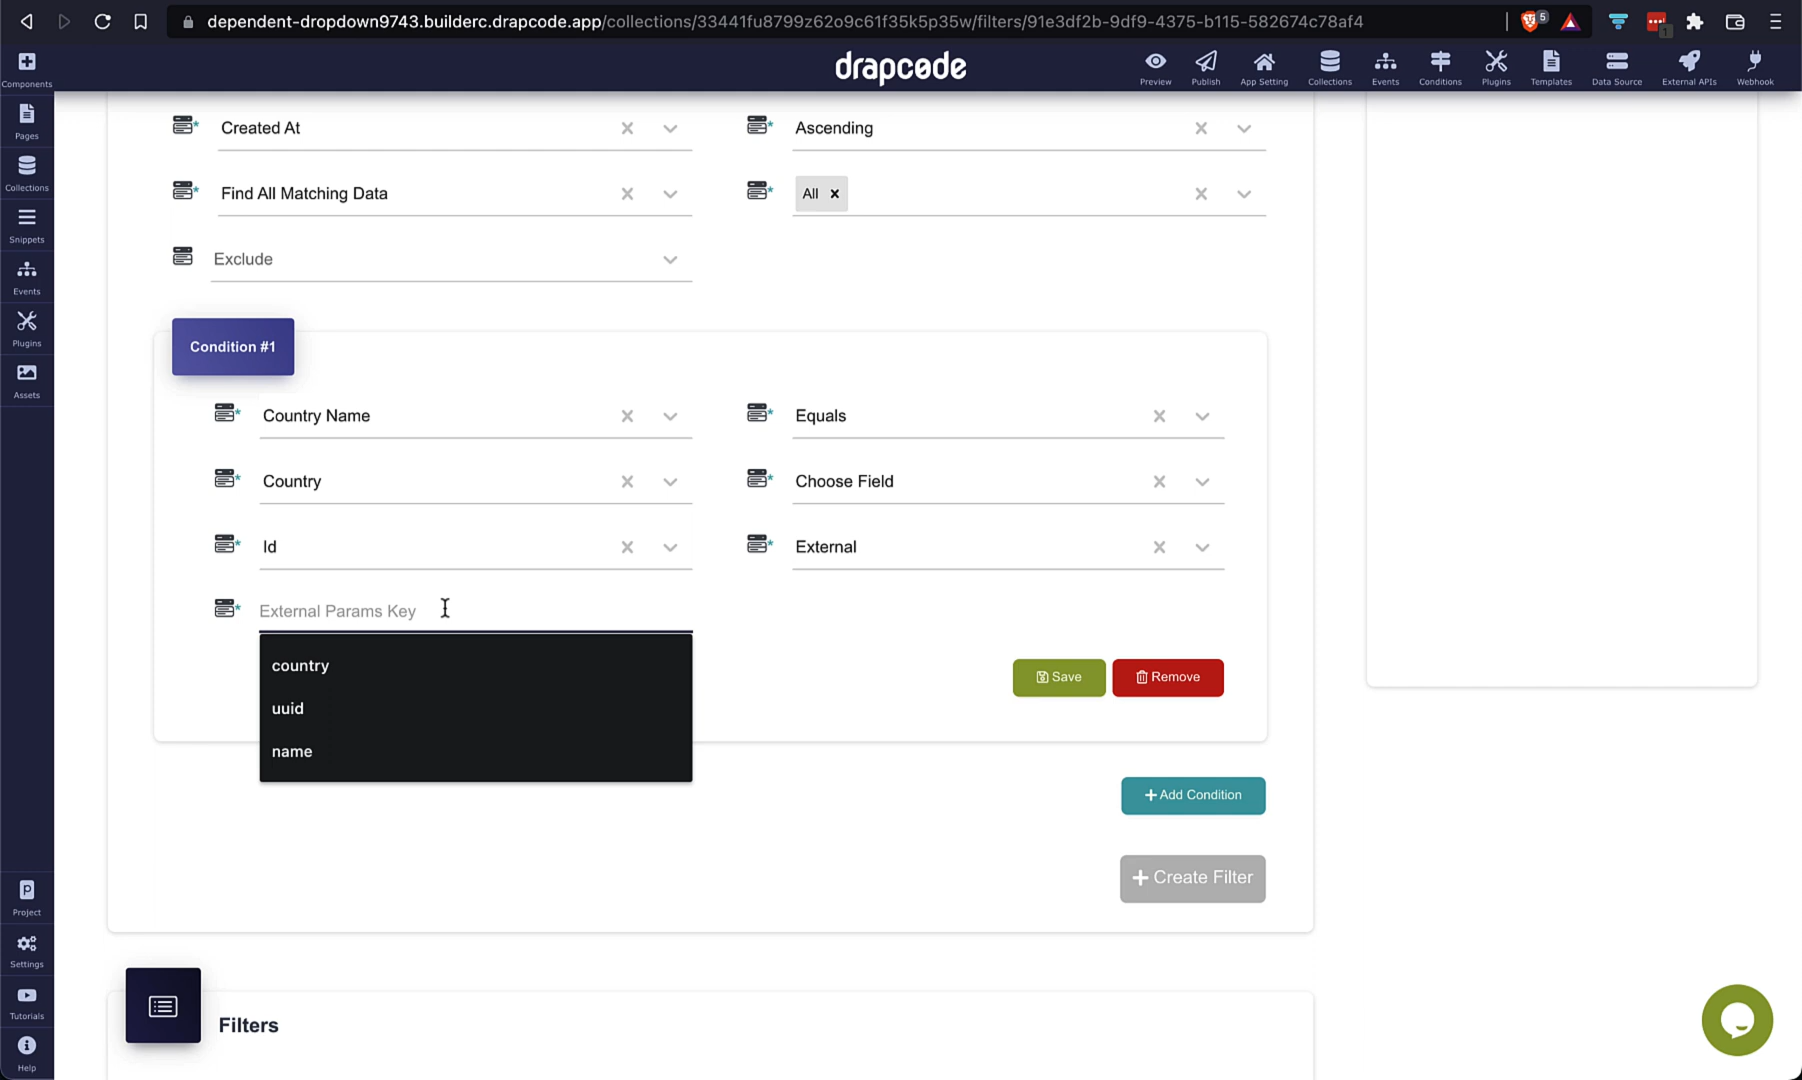 dependent-dropdown9743.builderc.drapcode.app/collections/33441fu8799z62o9c61f35k5p35w/filters/91e3df2b-9df9-4375-b115-582674c78af4
5
1
Components
drapcode
Preview
Publish
App Setting
Collections
Events
Conditions
Plugins
Templates
Data Source
External APIs
Webhook
Pages
Collections
Snippets
Events
Plugins
Assets
Project
Settings
Tutorials
Help
* Created At
* Ascending
* Find All Matching Data
* All ×
Exclude
Condition #1
* Country Name
* Equals
* Country
* Choose Field
* Id
* External
* External Params Key
country
uuid
name
Save
Remove
+ Add Condition
+ Create Filter
Filters